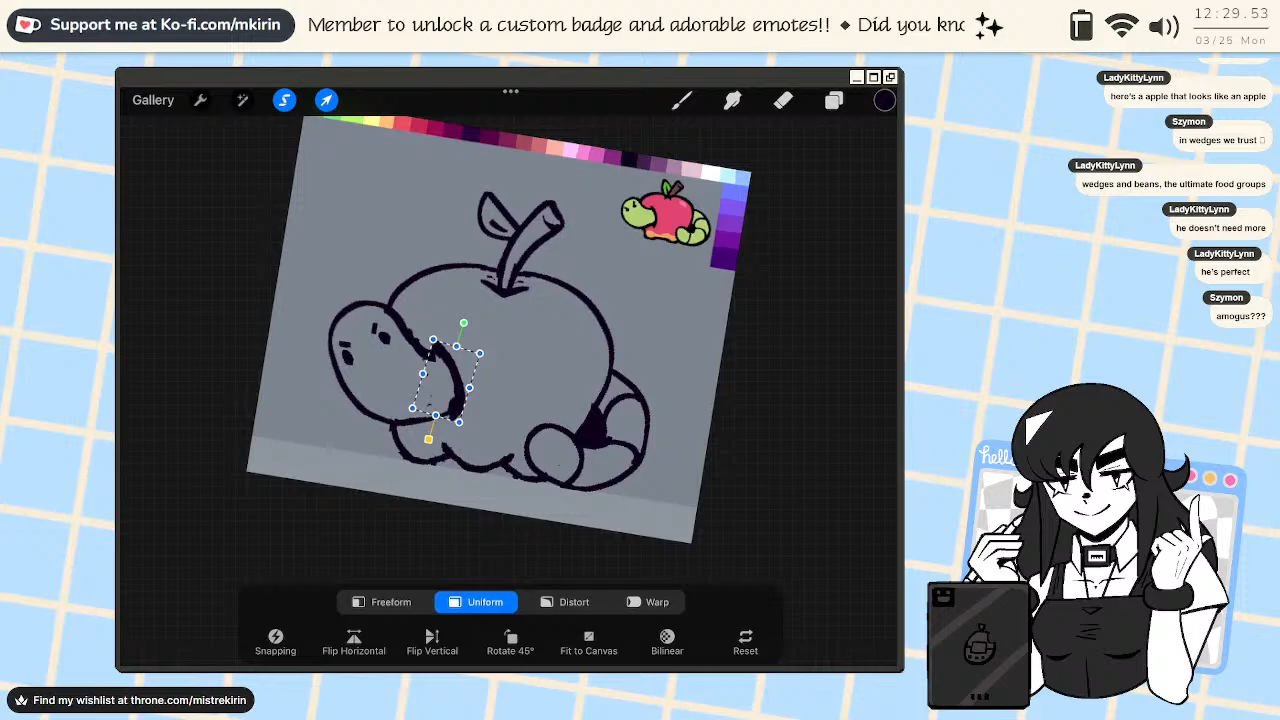 Support me at Ko-fi.com/mkirin
Member to unlock a custom badge and adorable emotes!! ◆ Did you kno
12:29.53
03/25 Mon
LadyKittyLynn
here's a apple that looks like an apple
Szymon
in wedges we trust
LadyKittyLynn
wedges and beans, the ultimate food groups
LadyKittyLynn
he doesn't need more
LadyKittyLynn
he's perfect
Szymon
amogus???
Gallery
Freeform
Uniform
Distort
Warp
Snapping
Flip Horizontal
Flip Vertical
Rotate 45°
Fit to Canvas
Bilinear
Reset
hello
Find my wishlist at throne.com/mistrekirin